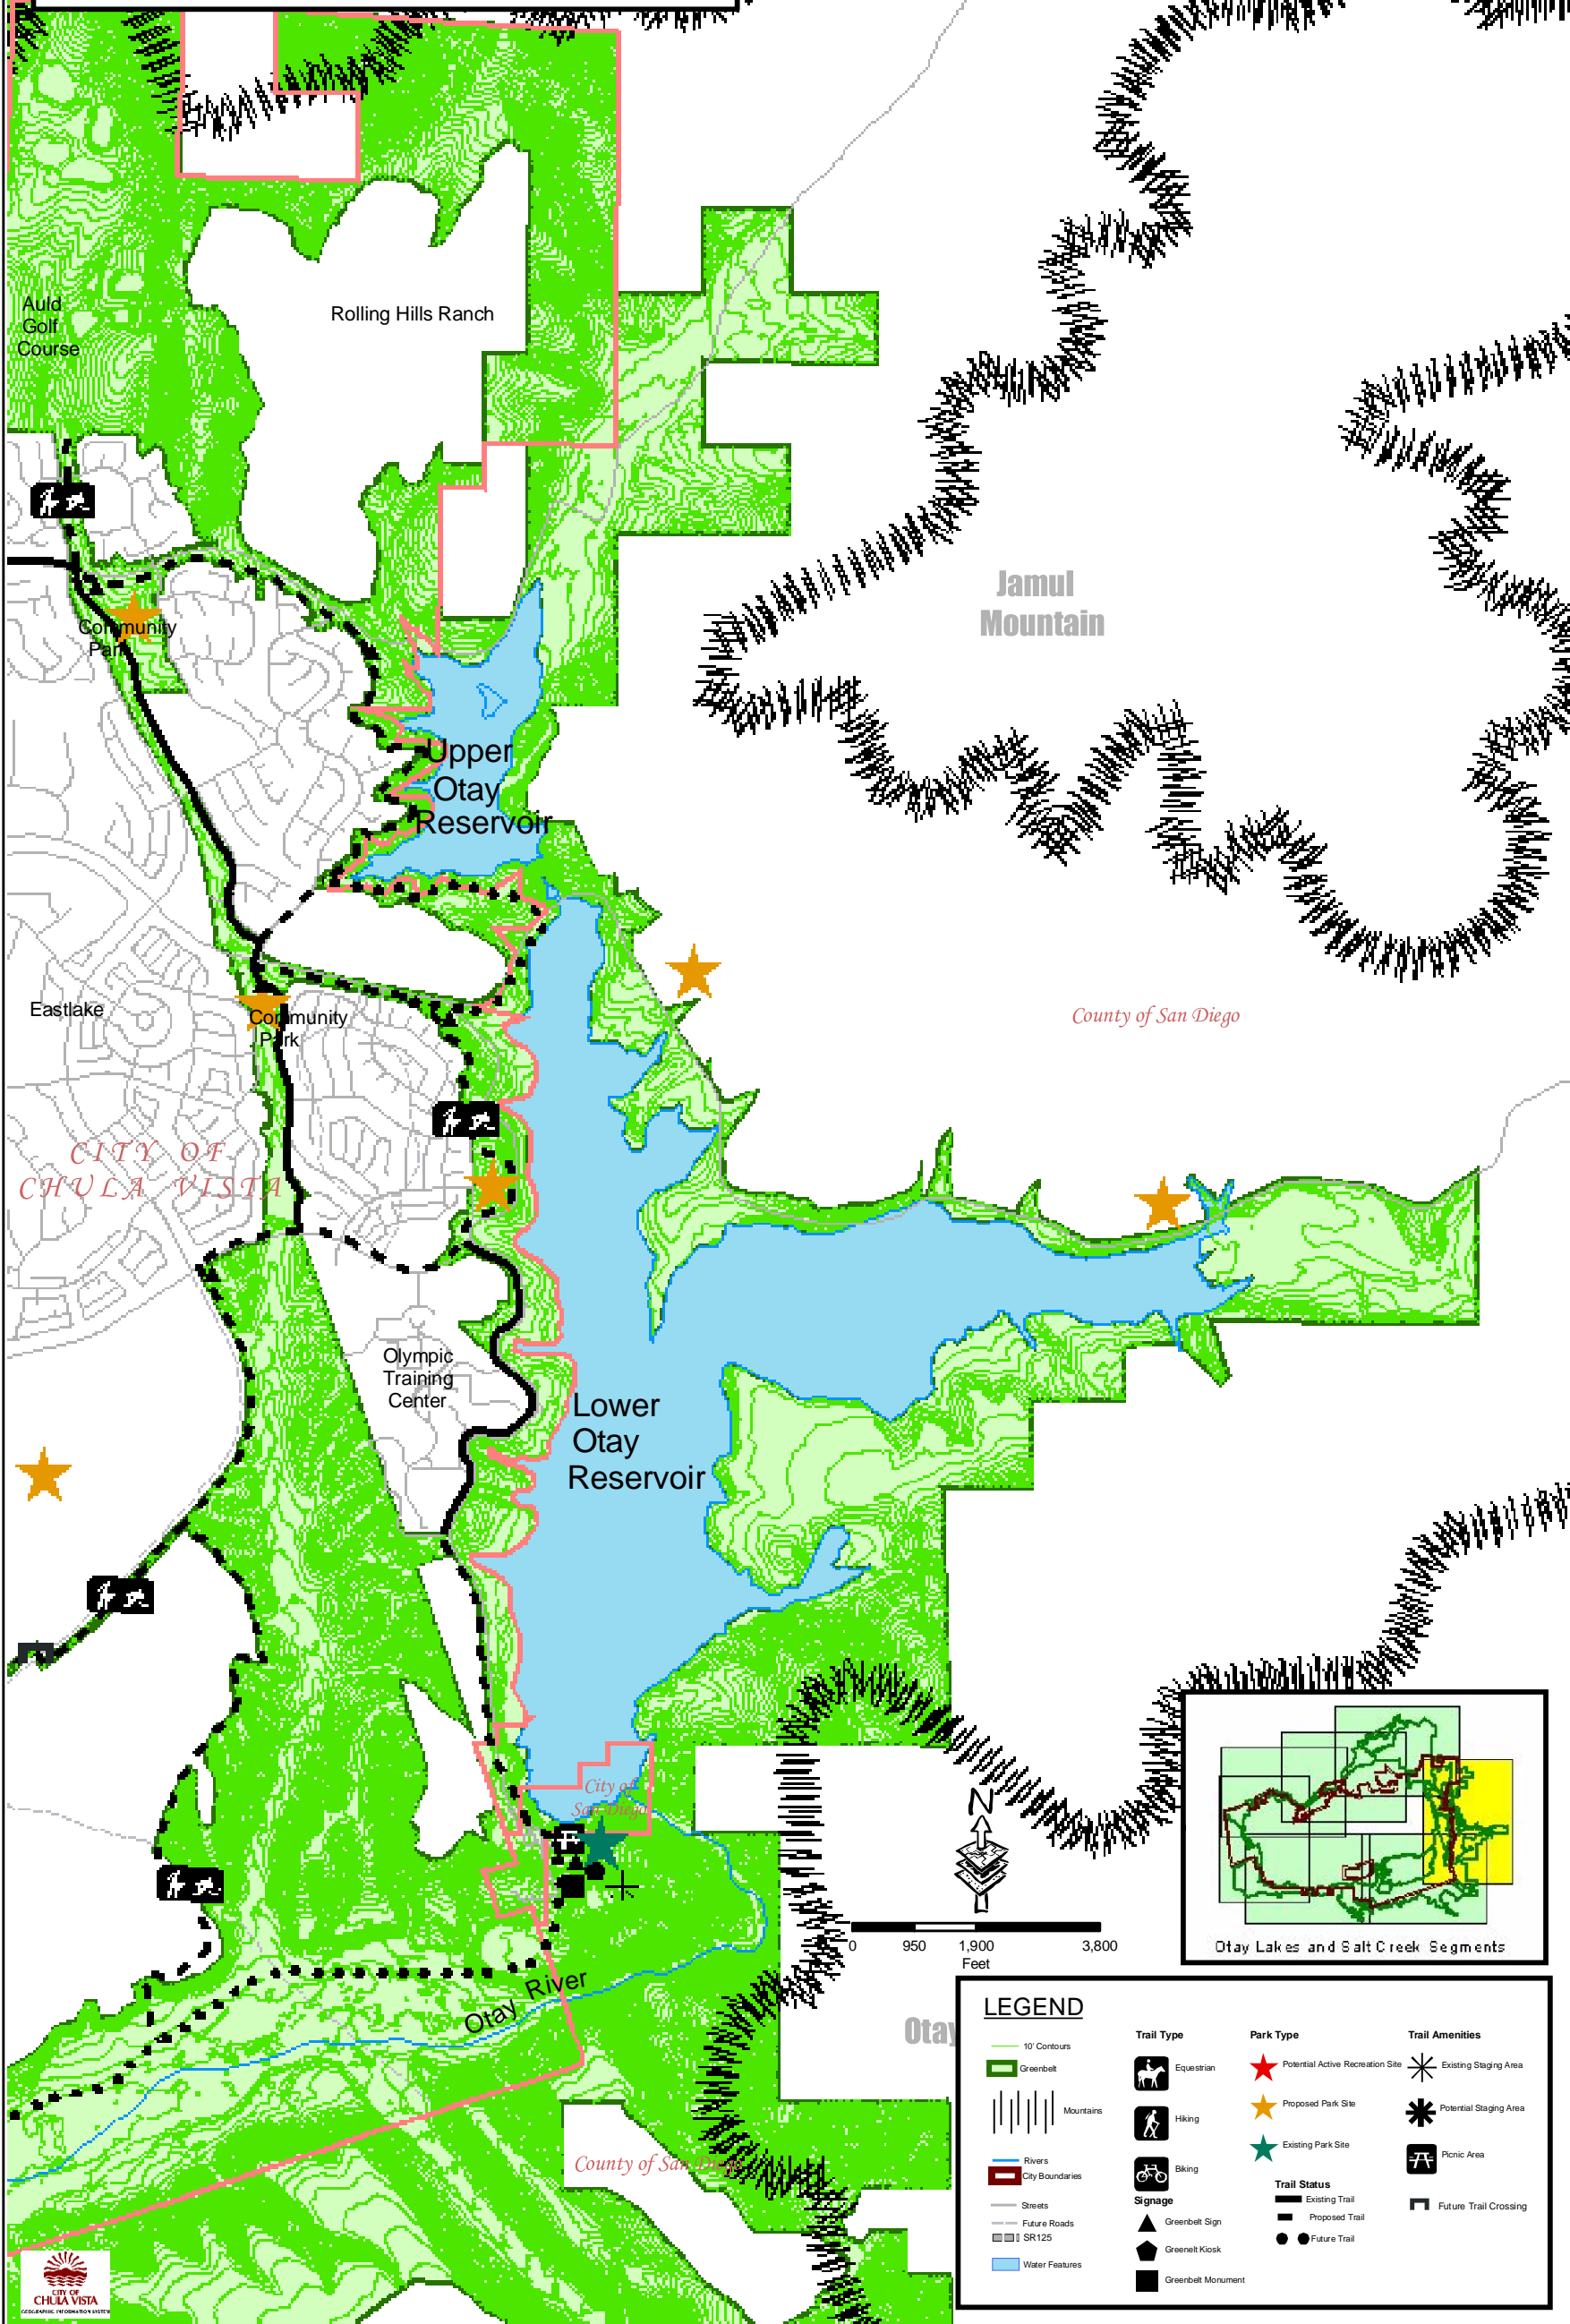 Auld
Golf
Course
Rolling Hills Ranch
Jamul
Mountain
Community
Park
Upper
Otay
Reservoir
Eastlake
Community
Park
County of San Diego
CITY OF
CHULA VISTA
Olympic
Training
Center
Lower
Otay
Reservoir
City of
San Diego
Otay River
N
0 950 1,900 3,800
Feet
Otay Lakes and Salt Creek Segments
Otay
County of San Diego
LEGEND
10' Contours
Greenbelt
Mountains
Rivers
City Boundaries
Streets
Future Roads
SR125
Water Features
Trail Type
Equestrian
Hiking
Biking
Signage
Greenbelt Sign
Greenelt Kiosk
Greenbelt Monument
Park Type
Potential Active Recreation Site
Proposed Park Site
Existing Park Site
Trail Status
Existing Trail
Proposed Trail
Future Trail
Trail Amenities
Existing Staging Area
Potential Staging Area
Picnic Area
Future Trail Crossing
CITY OF
CHULA VISTA
GEOGRAPHIC INFORMATION SYSTEM